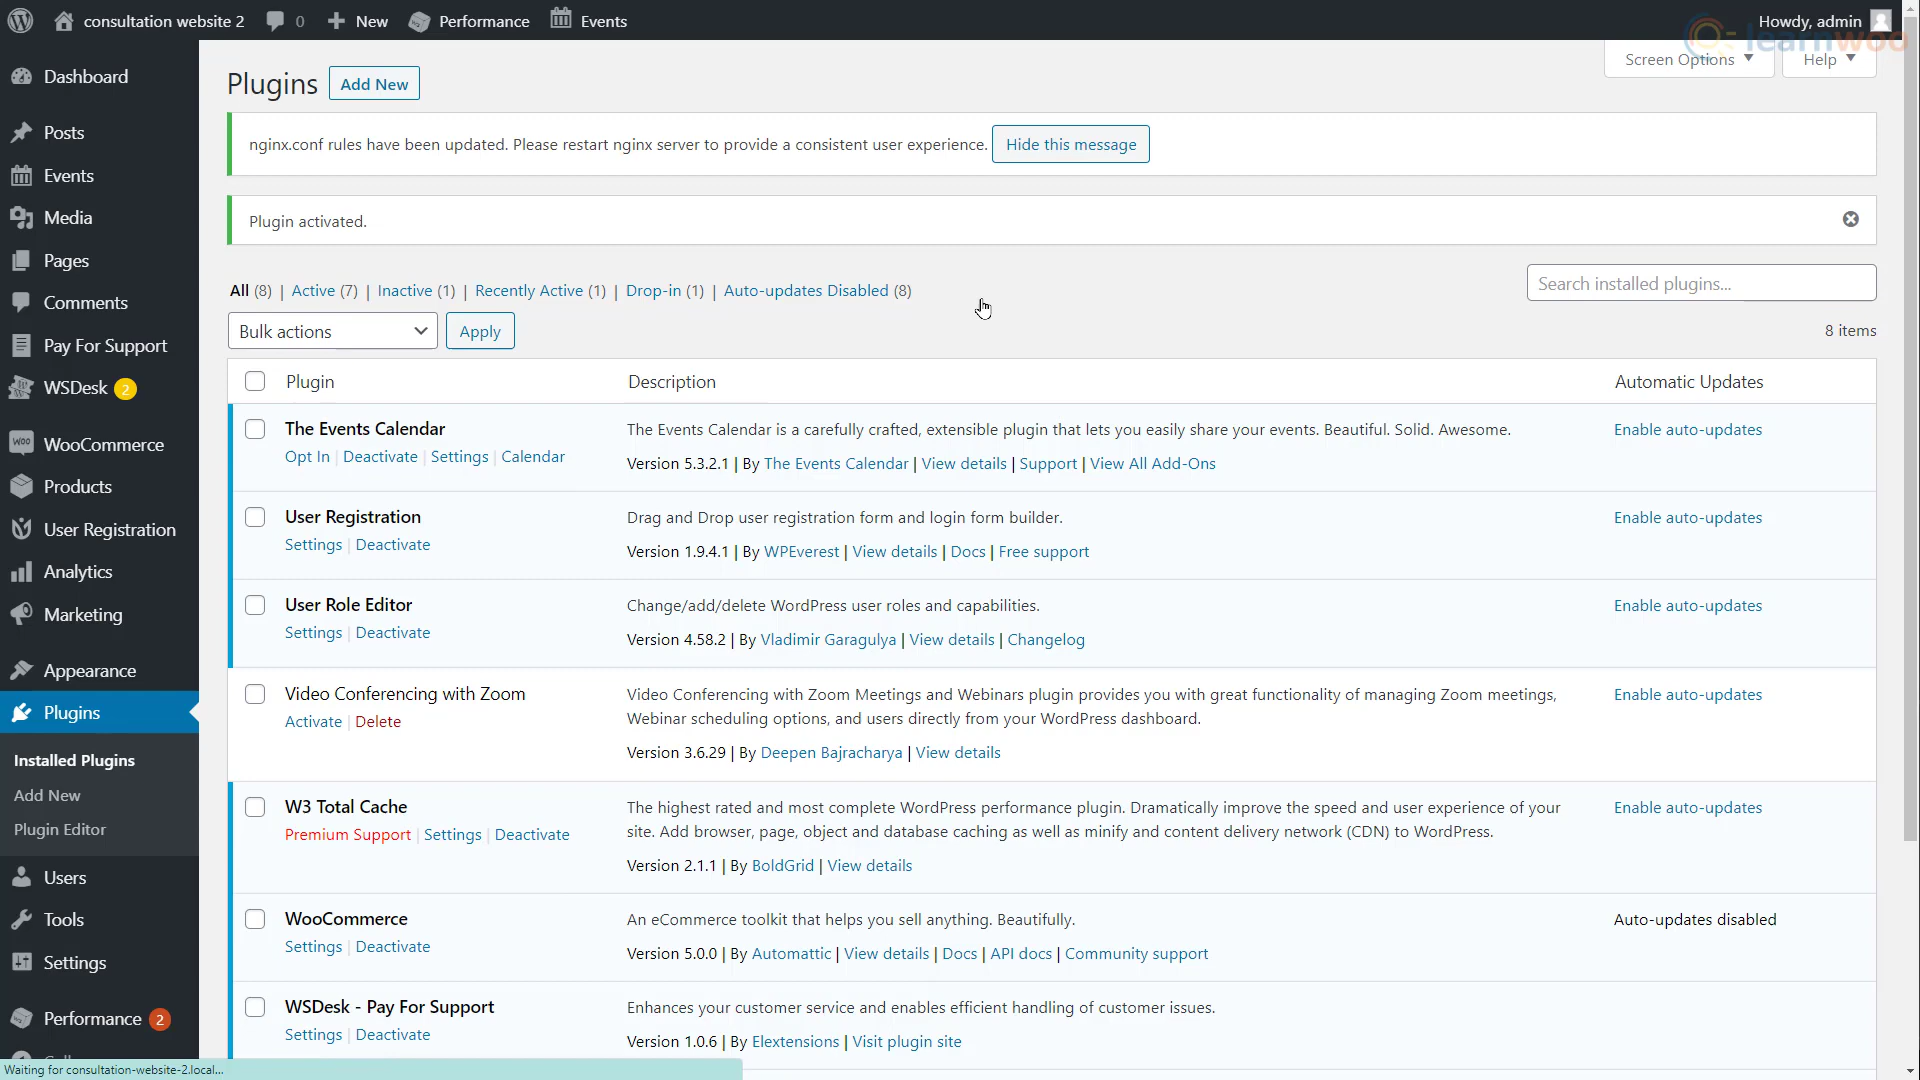 consultation website 2 0 New Performance Events Howdy, admin
learnwoo
Screen Options Help
Dashboard
Posts
Events
Media
Pages
Comments
Pay For Support
WSDesk 2
WooCommerce
Products
User Registration
Analytics
Marketing
Appearance
Plugins
Installed Plugins
Add New
Plugin Editor
Users
Tools
Settings
Performance 2
Plugins Add New
nginx.conf rules have been updated. Please restart nginx server to provide a consistent user experience. Hide this message
Plugin activated.
All (8) | Active (7) | Inactive (1) | Recently Active (1) | Drop-in (1) | Auto-updates Disabled (8)
Search installed plugins...
Bulk actions Apply
8 items
Plugin Description Automatic Updates
The Events Calendar
Opt In | Deactivate | Settings | Calendar
The Events Calendar is a carefully crafted, extensible plugin that lets you easily share your events. Beautiful. Solid. Awesome.
Version 5.3.2.1 | By The Events Calendar | View details | Support | View All Add-Ons
Enable auto-updates
User Registration
Settings | Deactivate
Drag and Drop user registration form and login form builder.
Version 1.9.4.1 | By WPEverest | View details | Docs | Free support
Enable auto-updates
User Role Editor
Settings | Deactivate
Change/add/delete WordPress user roles and capabilities.
Version 4.58.2 | By Vladimir Garagulya | View details | Changelog
Enable auto-updates
Video Conferencing with Zoom
Activate | Delete
Video Conferencing with Zoom Meetings and Webinars plugin provides you with great functionality of managing Zoom meetings,
Webinar scheduling options, and users directly from your WordPress dashboard.
Version 3.6.29 | By Deepen Bajracharya | View details
Enable auto-updates
W3 Total Cache
Premium Support | Settings | Deactivate
The highest rated and most complete WordPress performance plugin. Dramatically improve the speed and user experience of your
site. Add browser, page, object and database caching as well as minify and content delivery network (CDN) to WordPress.
Version 2.1.1 | By BoldGrid | View details
Enable auto-updates
WooCommerce
Settings | Deactivate
An eCommerce toolkit that helps you sell anything. Beautifully.
Version 5.0.0 | By Automattic | View details | Docs | API docs | Community support
Auto-updates disabled
WSDesk - Pay For Support
Settings | Deactivate
Enhances your customer service and enables efficient handling of customer issues.
Version 1.0.6 | By Elextensions | Visit plugin site
Waiting for consultation-website-2.local...